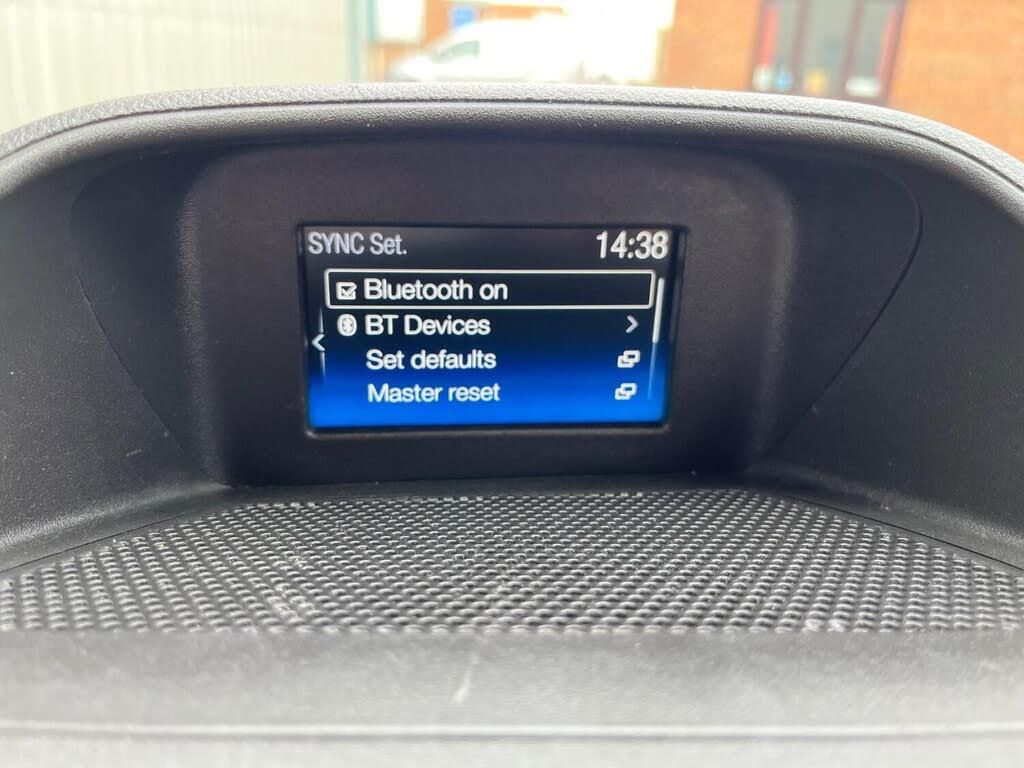 SYNC Set. 14:38
Bluetooth on
BT Devices
Set defaults
Master reset